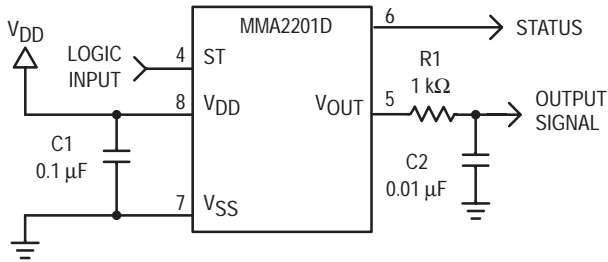 V_DD
MMA2201D
6
STATUS
LOGIC
INPUT
4
ST
R1
1 kΩ
8
V_DD
V_OUT
5
OUTPUT
SIGNAL
C1
0.1 μF
C2
0.01 μF
7
V_SS